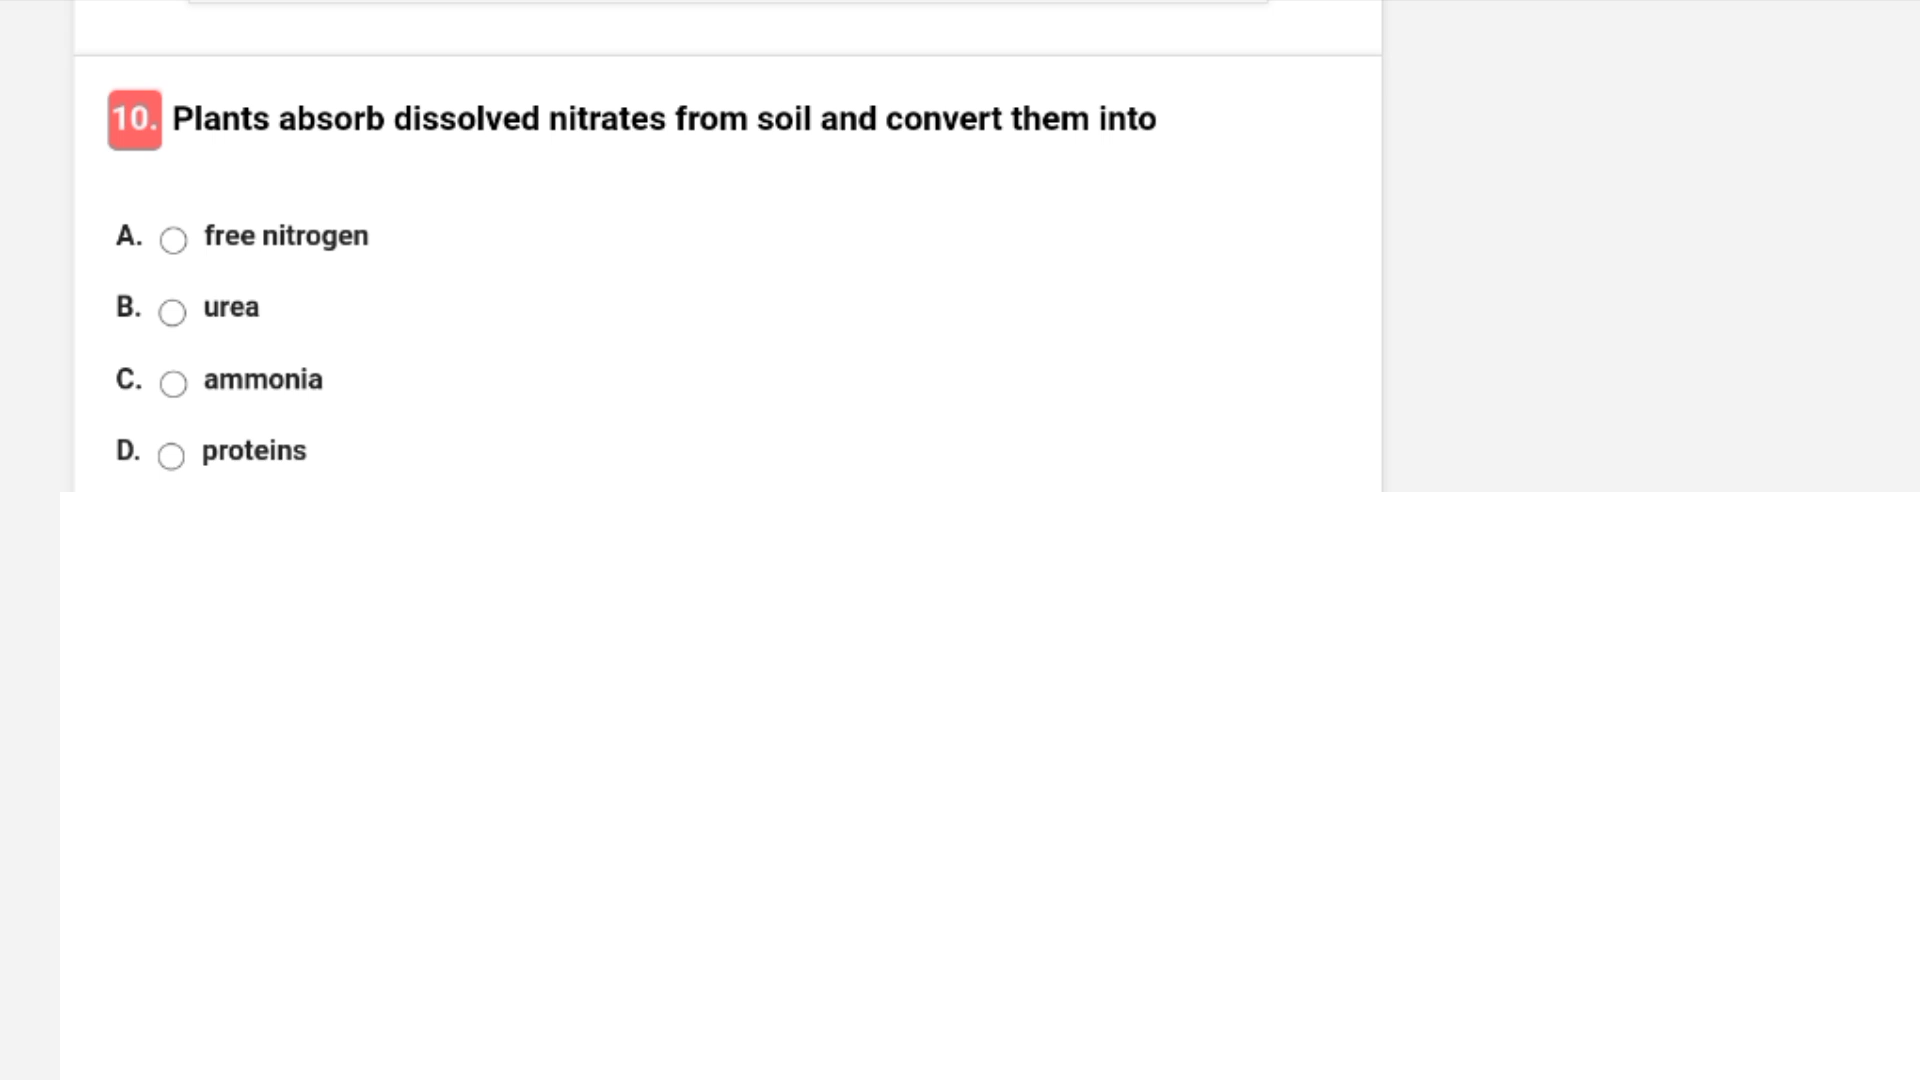 10. Plants absorb dissolved nitrates from soil and convert them into
A. free nitrogen
B. urea
C. ammonia
D. proteins